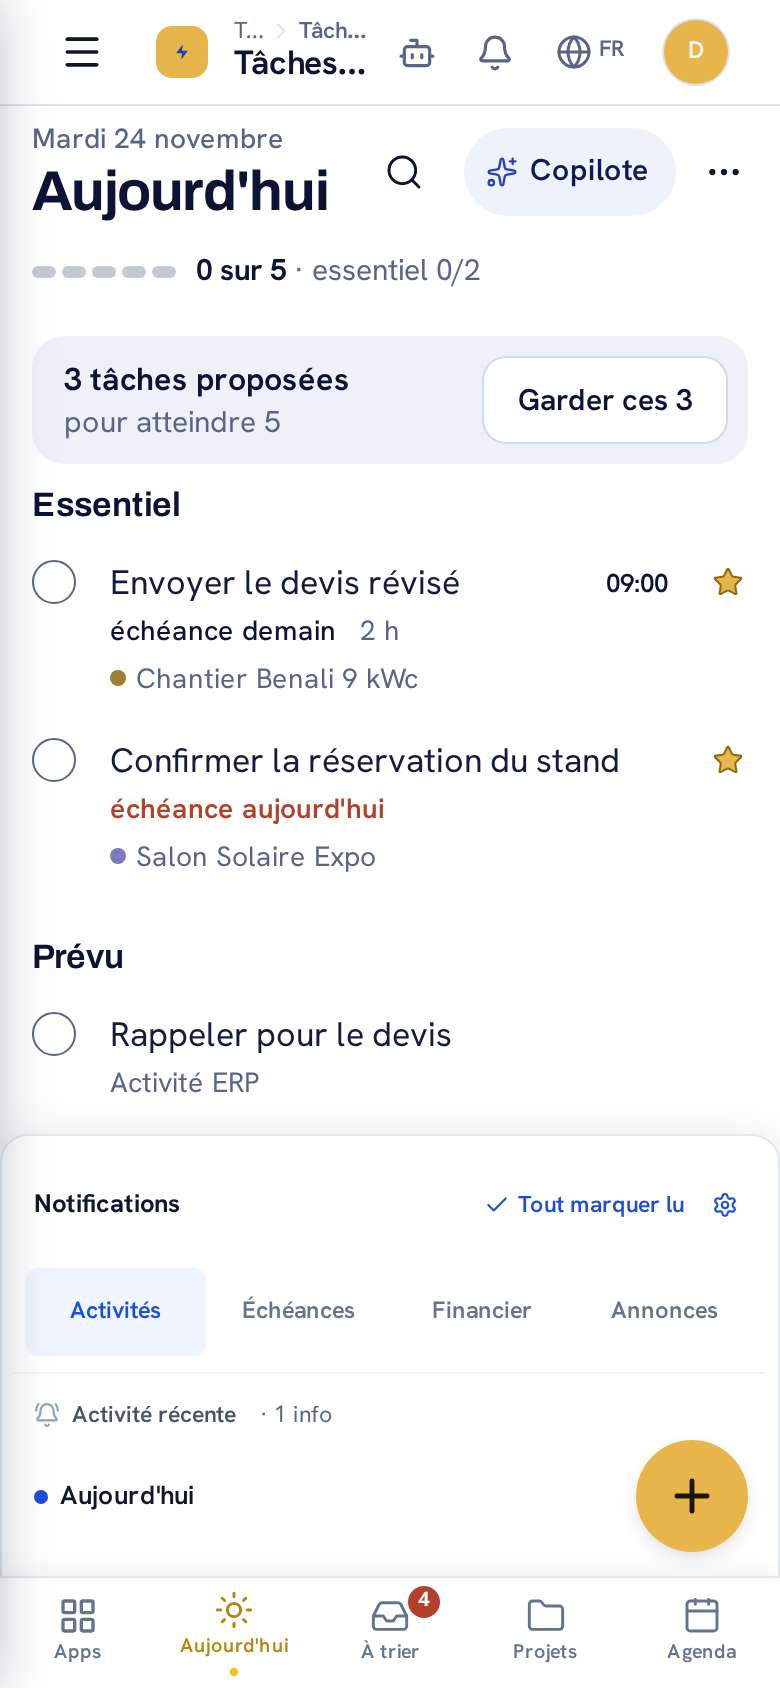 T... > Tâch...
Tâches...
FR
D
Mardi 24 novembre
Aujourd'hui
Copilote
0 sur 5 · essentiel 0/2
3 tâches proposées
pour atteindre 5
Garder ces 3
Essentiel
Envoyer le devis révisé 09:00
échéance demain 2 h
Chantier Benali 9 kWc
Confirmer la réservation du stand
échéance aujourd'hui
Salon Solaire Expo
Prévu
Rappeler pour le devis
Activité ERP
Notifications
Tout marquer lu
Activités Échéances Financier Annonces
Activité récente · 1 info
Aujourd'hui
4
Apps Aujourd'hui À trier Projets Agenda